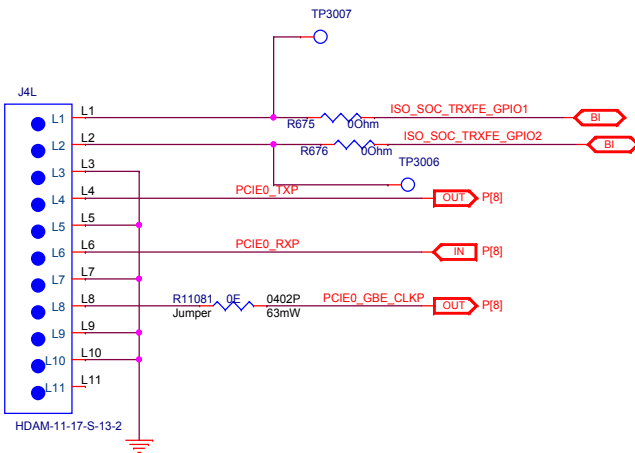 TP3007
J4L
L1 L1 R675 0Ohm ISO_SOC_TRXFE_GPIO1 BI
L2 L2 R676 0Ohm ISO_SOC_TRXFE_GPIO2 BI
L3 L3 TP3006
L4 L4 PCIE0_TXP OUT P[8]
L5 L5
L6 L6 PCIE0_RXP IN P[8]
L7 L7
L8 L8 R11081 0E 0402P PCIE0_GBE_CLKP OUT P[8]
Jumper 63mW
L9 L9
L10 L10
L11 L11
HDAM-11-17-S-13-2